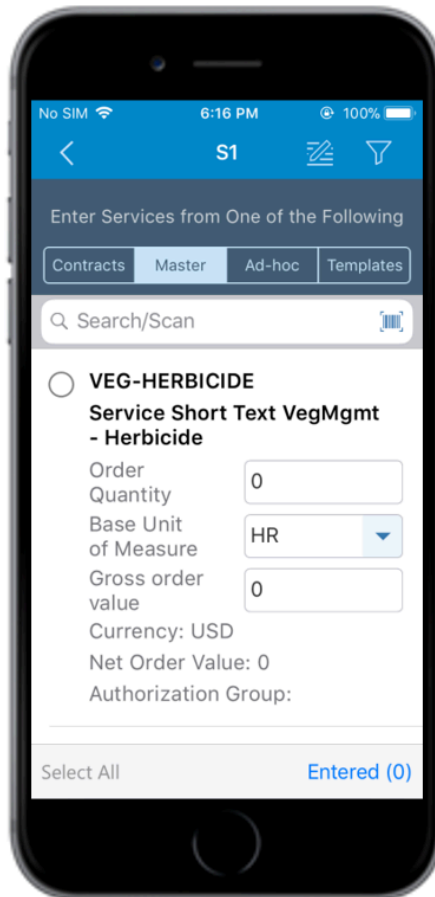 No SIM 6:16 PM 100%
S1
Enter Services from One of the Following
Contracts Master Ad-hoc Templates
Search/Scan
VEG-HERBICIDE
Service Short Text VegMgmt
- Herbicide
Order
Quantity
0
Base Unit
of Measure
HR
Gross order
value
0
Currency: USD
Net Order Value: 0
Authorization Group:
Select All Entered (0)